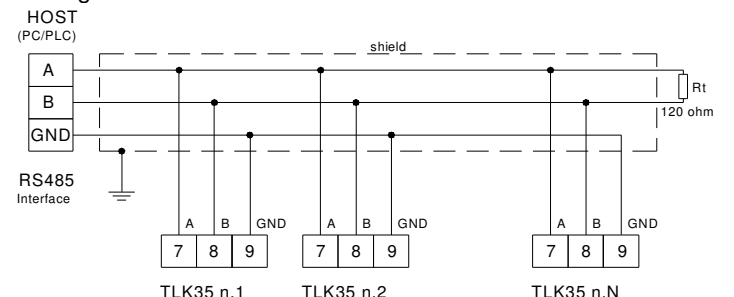 HOST
(PC/PLC)
shield
A
Rt
B
120 ohm
GND
RS485
Interface
A B GND A B GND A B GND
7 8 9 7 8 9 7 8 9
TLK35 n.1 TLK35 n.2 TLK35 n.N